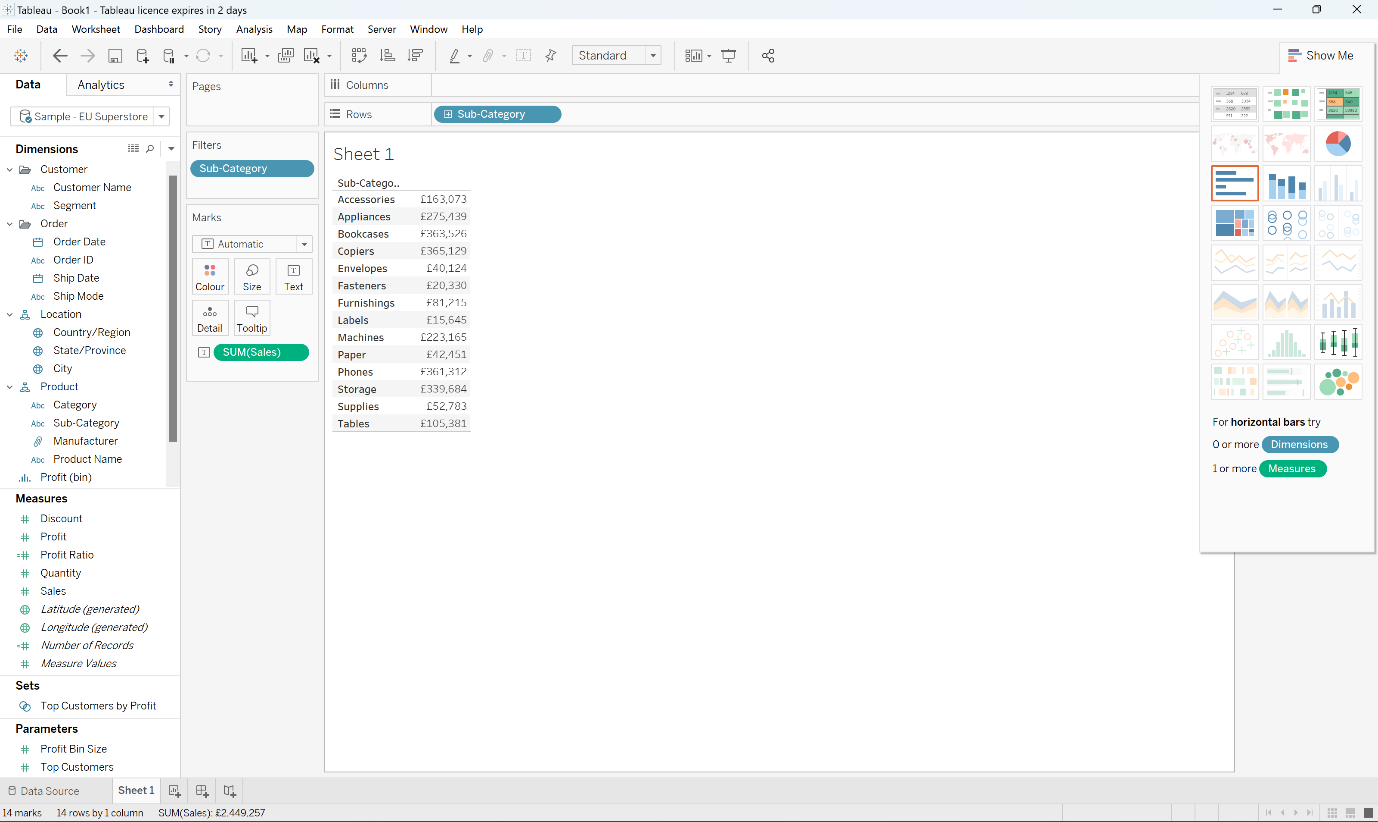 Tableau - Book1 - Tableau licence expires in 2 days
File Data Worksheet Dashboard Story Analysis Map Format Server Window Help
Standard
Show Me
Data Analytics
Sample - EU Superstore
Dimensions
Customer
Abc Customer Name
Abc Segment
Order
Order Date
Abc Order ID
Ship Date
Abc Ship Mode
Location
Country/Region
State/Province
City
Product
Abc Category
Abc Sub-Category
Manufacturer
Abc Product Name
Profit (bin)
Measures
# Discount
# Profit
=# Profit Ratio
# Quantity
# Sales
Latitude (generated)
Longitude (generated)
=# Number of Records
# Measure Values
Sets
Top Customers by Profit
Parameters
# Profit Bin Size
# Top Customers
Pages
Filters
Sub-Category
Marks
T Automatic
Colour Size Text
Detail Tooltip
T SUM(Sales)
Columns
Rows Sub-Category
Sheet 1
Sub-Catego..
Accessories £163,073
Appliances £275,439
Bookcases £363,526
Copiers £365,129
Envelopes £40,124
Fasteners £20,330
Furnishings £81,215
Labels £15,645
Machines £223,165
Paper £42,451
Phones £361,312
Storage £339,684
Supplies £52,783
Tables £105,381
For horizontal bars try
0 or more Dimensions
1 or more Measures
Data Source Sheet 1
14 marks 14 rows by 1 column SUM(Sales): £2,449,257